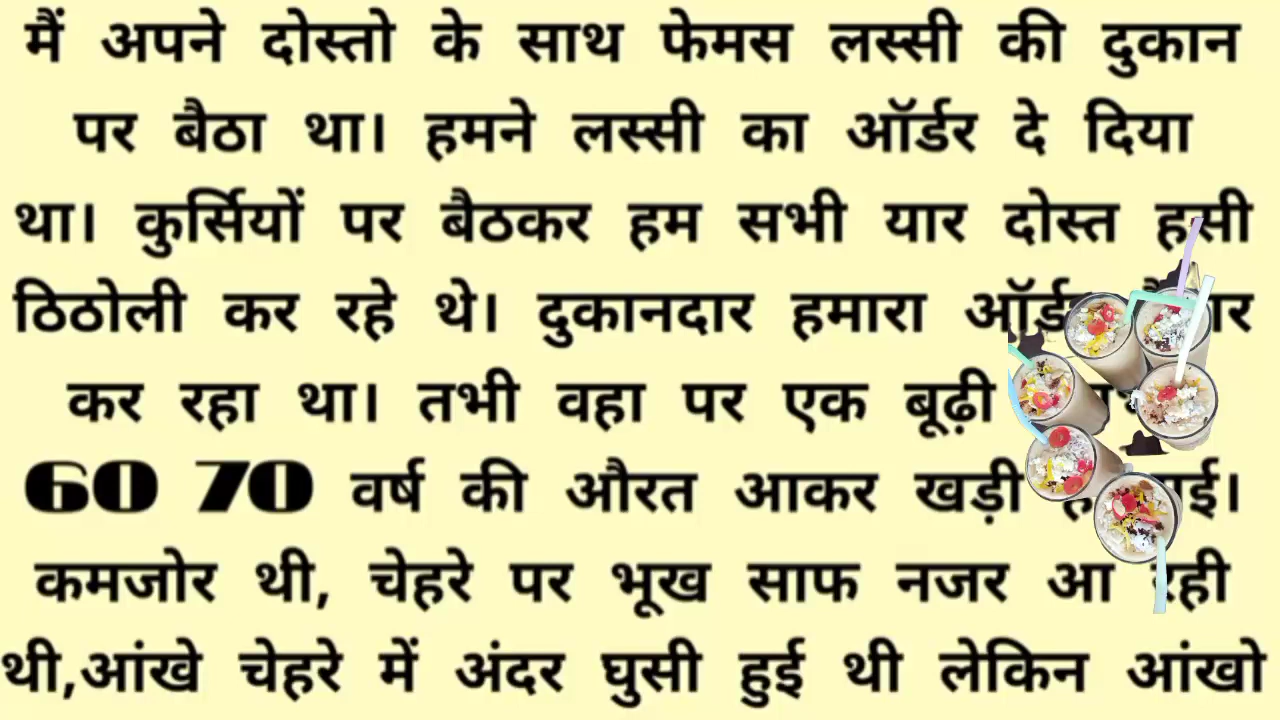 मैं अपने दोस्तो के साथ फेमस लस्सी की दुकान
पर बैठा था। हमने लस्सी का ऑर्डर दे दिया
था। कुर्सियों पर बैठकर हम सभी यार दोस्त हसी
ठिठोली कर रहे थे। दुकानदार हमारा
कर रहा था। तभी वहा पर एक बूढ़ी
60 70 वर्ष की औरत आकर खड़ी
कमजोर थी, चेहरे पर भूख साफ नजर आ रही
थी,आंखे चेहरे में अंदर घुसी हुई थी लेकिन आंखो